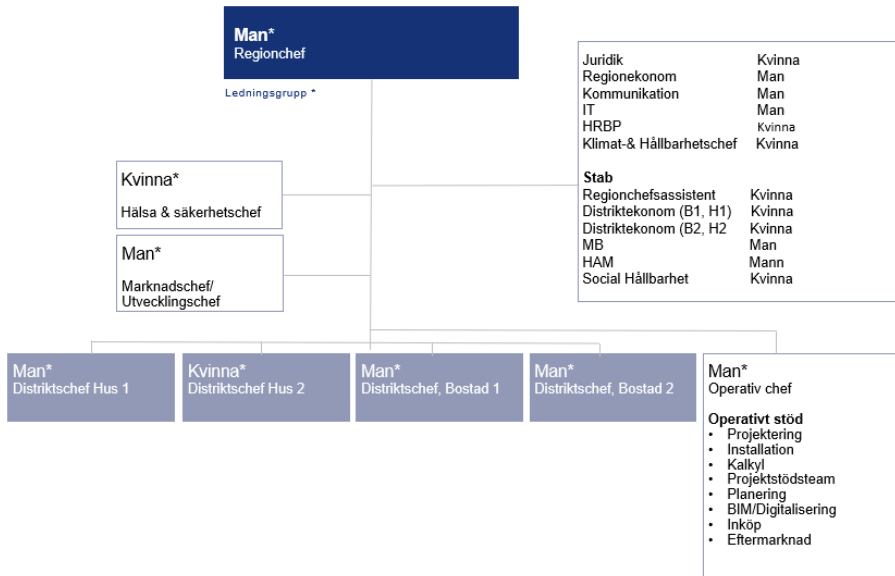 Man*
Regionchef
Ledningsgrupp *
Juridik Kvinna
Regionekonom Man
Kommunikation Man
IT Man
HRBP Kvinna
Klimat-& Hållbarhetschef Kvinna
Stab
Regionchefsassistent Kvinna
Distriktekonom (B1, H1) Kvinna
Distriktekonom (B2, H2 Kvinna
MB Man
HAM Mann
Social Hållbarhet Kvinna
Kvinna*
Hälsa & säkerhetschef
Man*
Marknadschef/
Utvecklingschef
Man*
Distriktschef Hus 1
Kvinna*
Distriktschef Hus 2
Man*
Distriktschef, Bostad 1
Man*
Distriktschef, Bostad 2
Man*
Operativ chef
Operativt stöd
• Projektering
• Installation
• Kalkyl
• Projektstödsteam
• Planering
• BIM/Digitalisering
• Inköp
• Eftermarknad